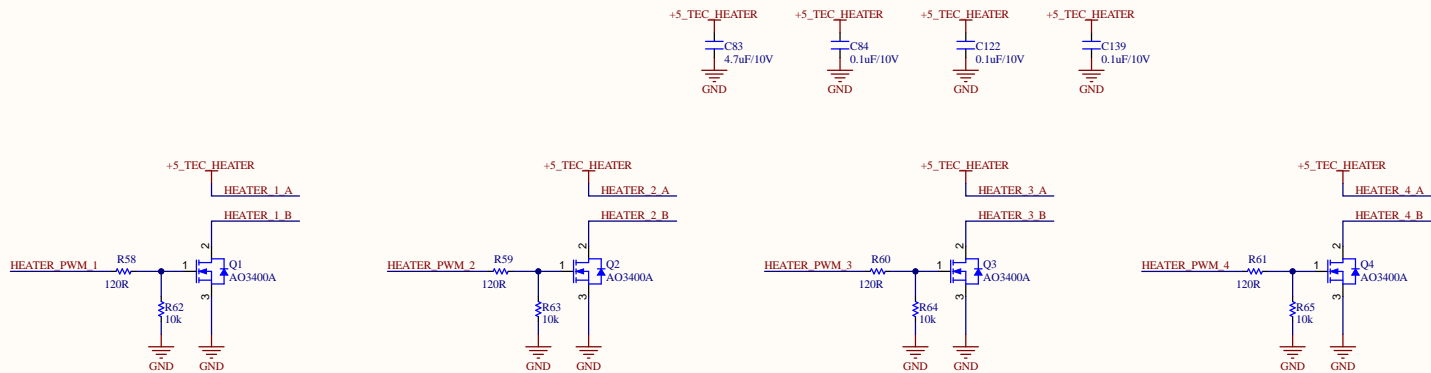 +5_TEC_HEATER +5_TEC_HEATER +5_TEC_HEATER +5_TEC_HEATER
C83 C84 C122 C139
4.7uF/10V 0.1uF/10V 0.1uF/10V 0.1uF/10V
GND GND GND GND
+5_TEC_HEATER +5_TEC_HEATER +5_TEC_HEATER +5_TEC_HEATER
HEATER_1_A HEATER_2_A HEATER_3_A HEATER_4_A
HEATER_1_B HEATER_2_B HEATER_3_B HEATER_4_B
2 2 2 2
HEATER_PWM_1 R58 1 Q1 HEATER_PWM_2 R59 1 Q2 HEATER_PWM_3 R60 1 Q3 HEATER_PWM_4 R61 1 Q4
120R AO3400A 120R AO3400A 120R AO3400A 120R AO3400A
3 3 3 3
R62 R63 R64 R65
10k 10k 10k 10k
GND GND GND GND GND GND GND GND